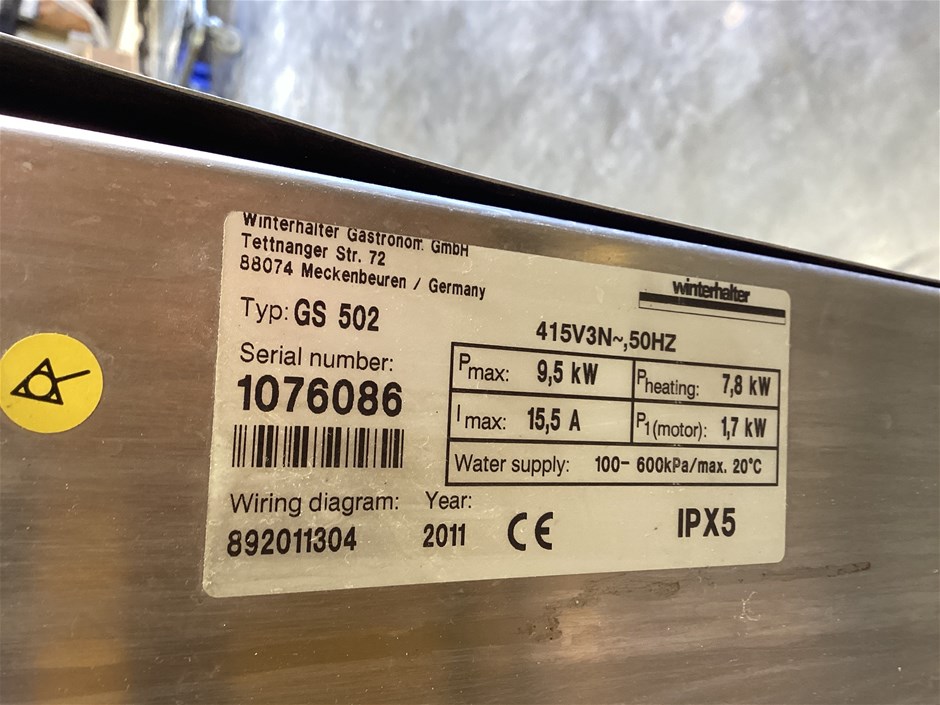 Winterhalter Gastronom GmbH
Tettnanger Str. 72
88074 Meckenbeuren / Germany
winterhalter
Typ: GS 502
415V3N~,50HZ
Serial number:
1076086
Pmax: 9,5 kW
Pheating: 7,8 kW
Imax: 15,5 A
P1(motor): 1,7 kW
Water supply: 100– 600kPa/max. 20°C
Wiring diagram:
892011304
Year:
2011
CE
IPX5